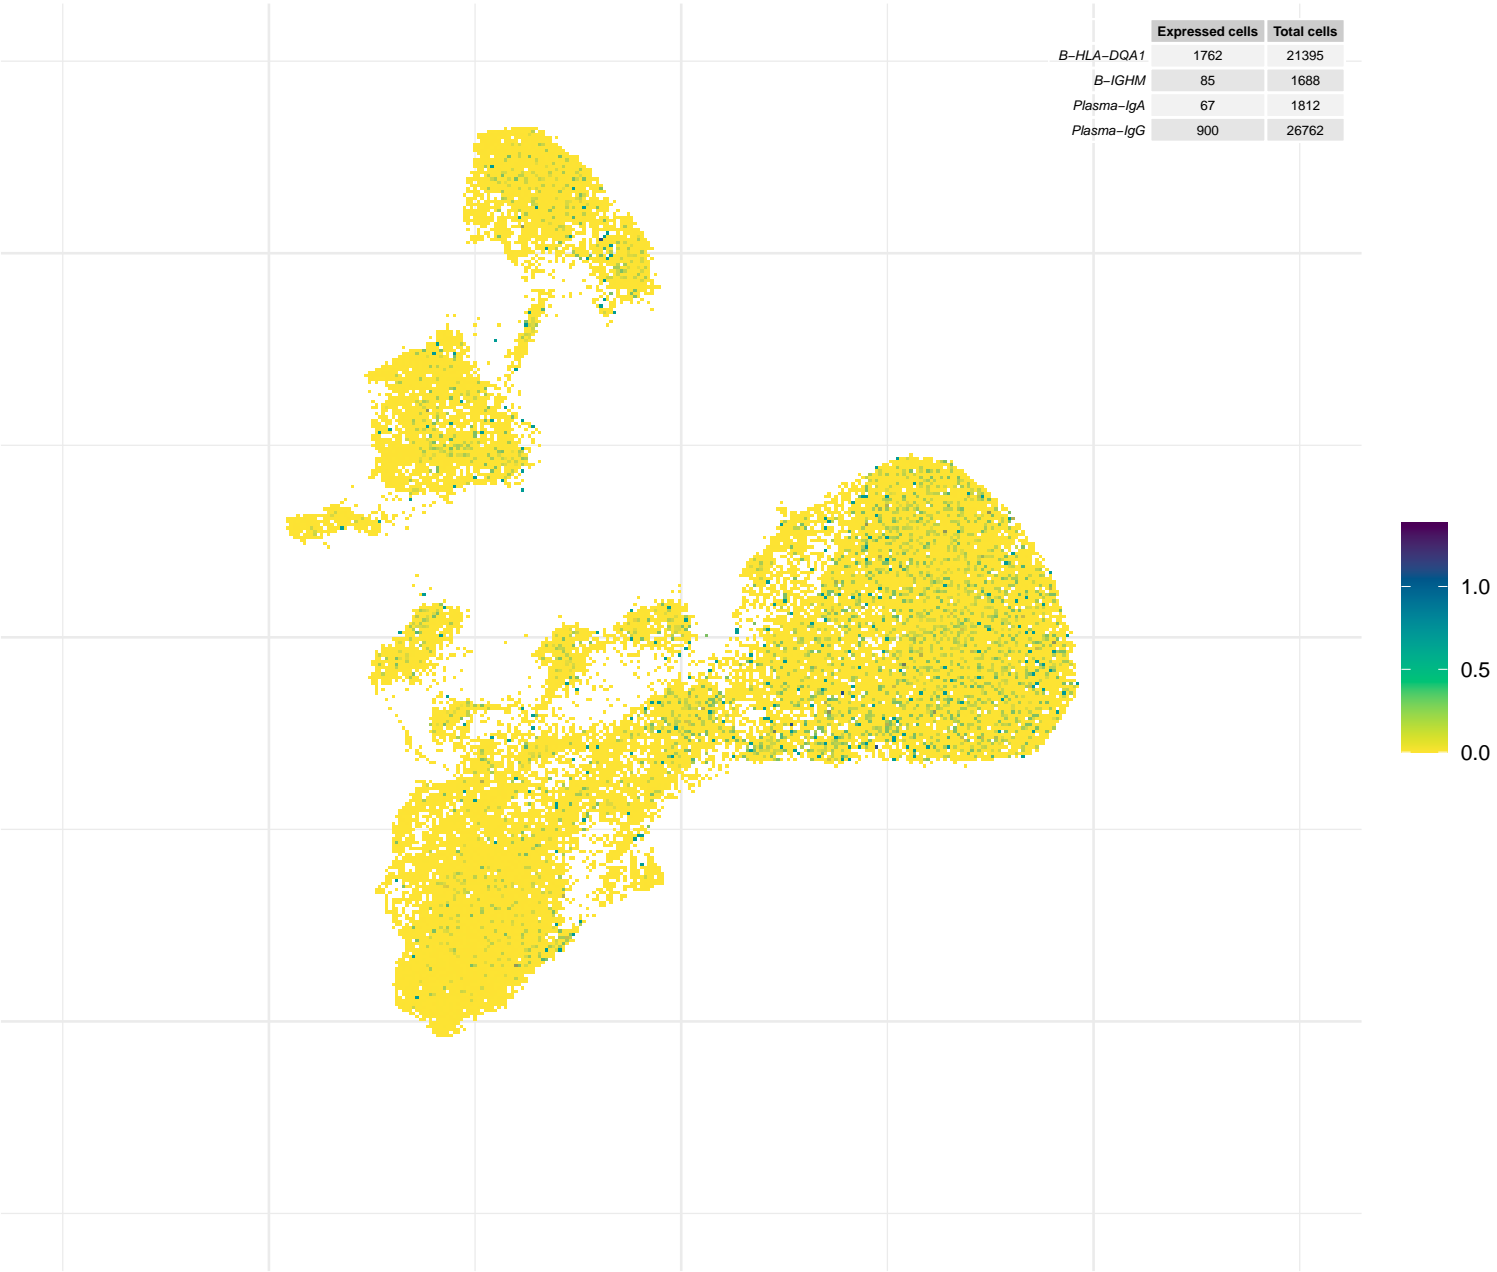 Expressed cells Total cells
B−HLA−DQA1 1762 21395
B−IGHM 85 1688
Plasma−IgA 67 1812
Plasma−IgG 900 26762
1.0
0.5
0.0